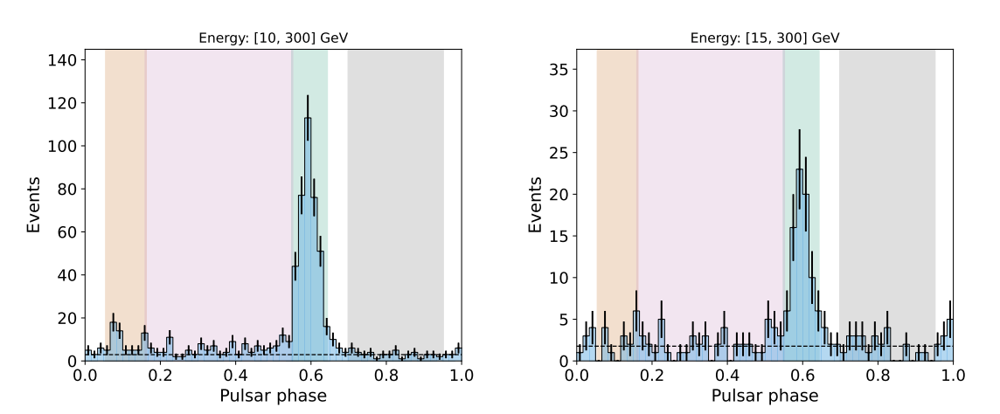 Energy: [10, 300] GeV
140
120
100
80
60
40
20
0
Events
0.0 0.2 0.4 0.6 0.8 1.0
Pulsar phase
Energy: [15, 300] GeV
35
30
25
20
15
10
5
0
Events
0.0 0.2 0.4 0.6 0.8 1.0
Pulsar phase